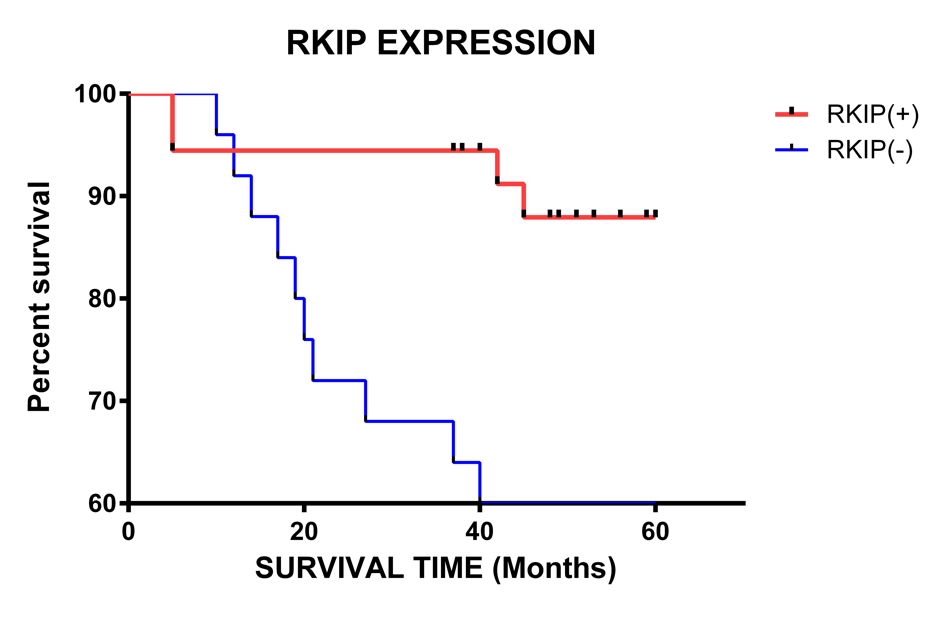 RKIP EXPRESSION
100
90
80
70
60
Percent survival
0 20 40 60
SURVIVAL TIME (Months)
RKIP(+)
RKIP(-)